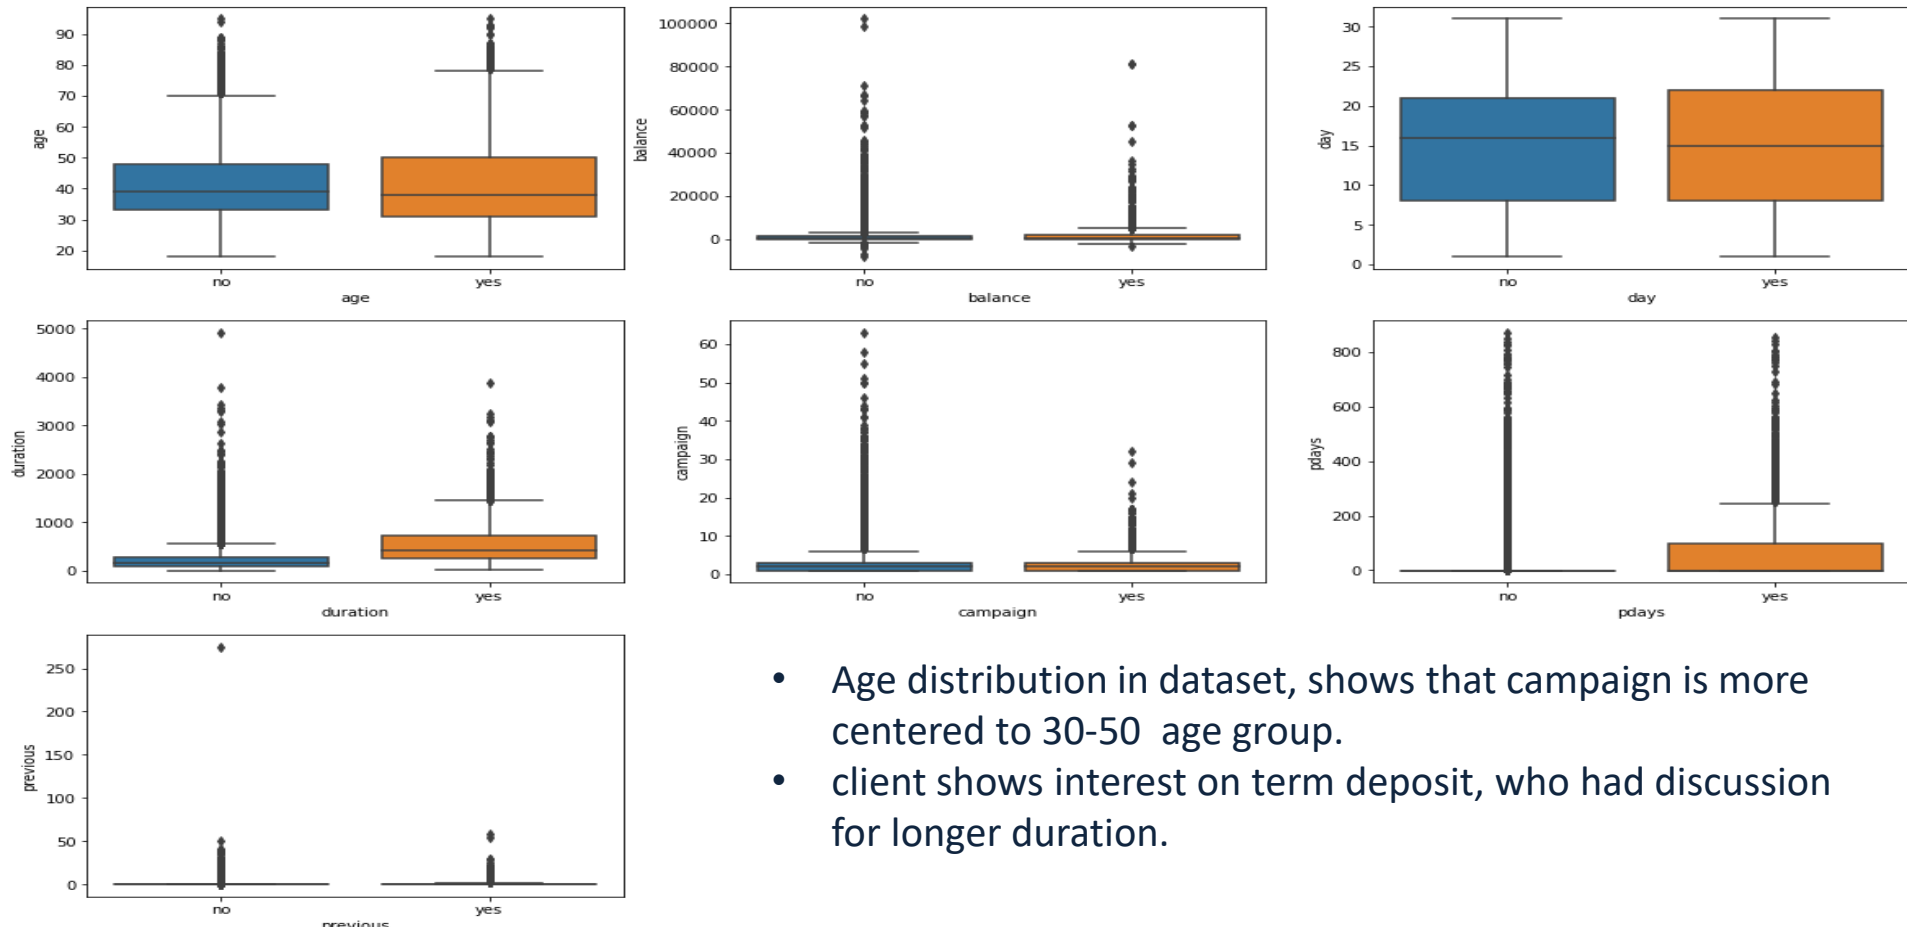 90
80
70
60
50
40
30
20
age
no yes
age
100000
80000
60000
40000
20000
0
balance
no yes
balance
30
25
20
15
10
5
0
day
no yes
day
5000
4000
3000
2000
1000
0
duration
no yes
duration
60
50
40
30
20
10
0
campaign
no yes
campaign
800
600
400
200
0
pdays
no yes
pdays
250
200
150
100
50
0
previous
no yes
previous
• Age distribution in dataset, shows that campaign is more
centered to 30-50 age group.
• client shows interest on term deposit, who had discussion
for longer duration.